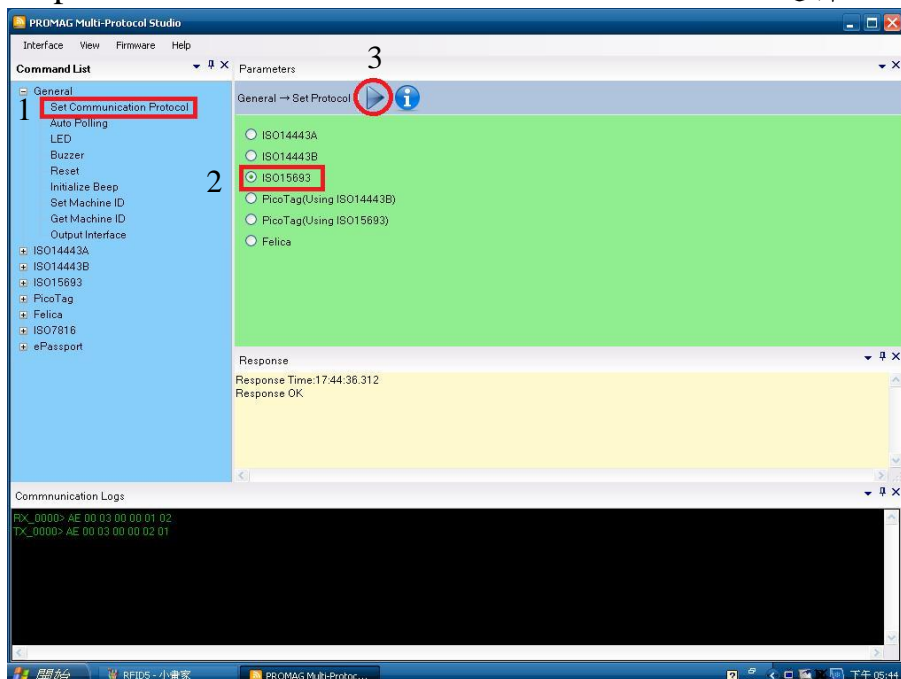 PROMAG Multi-Protocol Studio
Interface View Firmware Help
Command List
General
1
Set Communication Protocol
Auto Polling
LED
Buzzer
Reset
Initialize Beep
Set Machine ID
Get Machine ID
Output Interface
ISO14443A
ISO14443B
ISO15693
PicoTag
Felica
ISO7816
ePassport
Parameters
3
General → Set Protocol
ISO14443A
ISO14443B
2
ISO15693
PicoTag(Using ISO14443B)
PicoTag(Using ISO15693)
Felica
Response
Response Time:17:44:36.312
Response OK
Commnunication Logs
RX_0000> AE 00 03 00 00 01 02
TX_0000> AE 00 03 00 00 02 01
開始 RFID5 - 小畫家 PROMAG Multi-Protoc... 下午 05:44